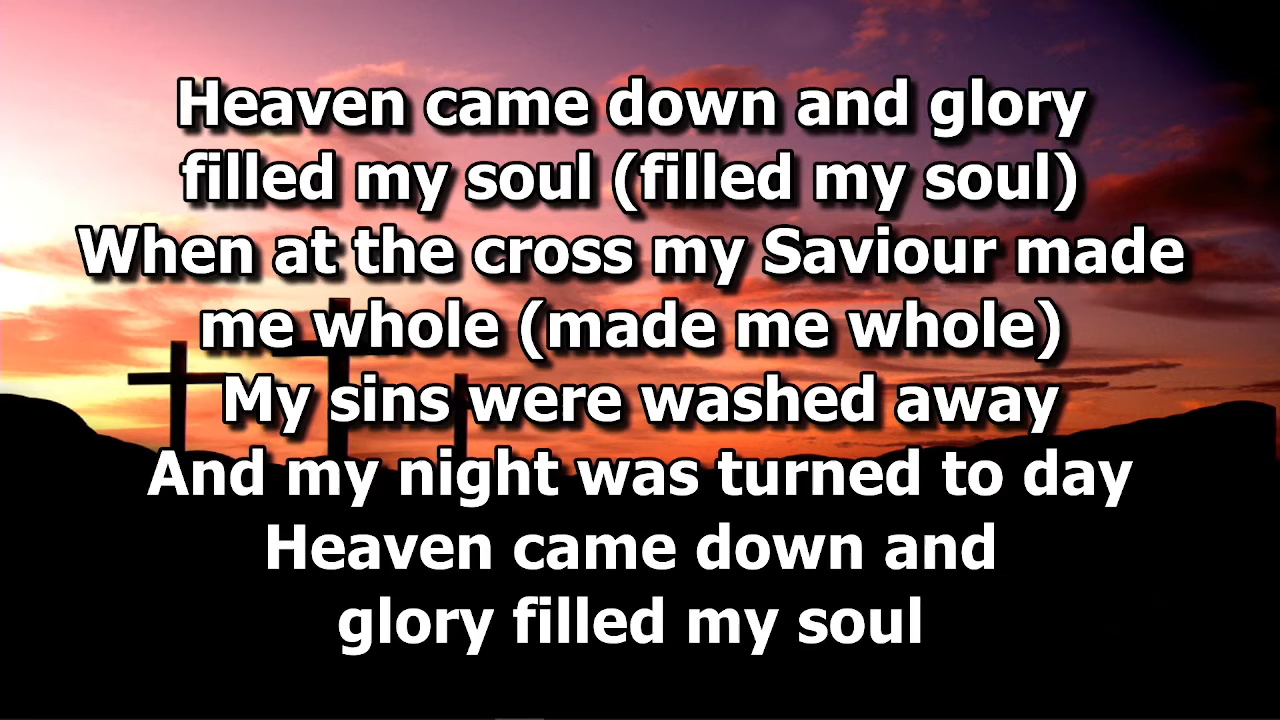 Heaven came down and glory
filled my soul (filled my soul)
When at the cross my Saviour made
me whole (made me whole)
My sins were washed away
And my night was turned to day
Heaven came down and
glory filled my soul